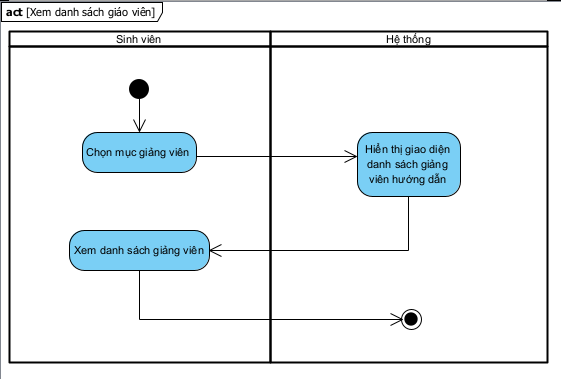 act [Xem danh sách giáo viên]
Sinh viên
Hệ thống
Chọn mục giảng viên
Hiển thị giao diện
danh sách giảng
viên hướng dẫn
Xem danh sách giảng viên